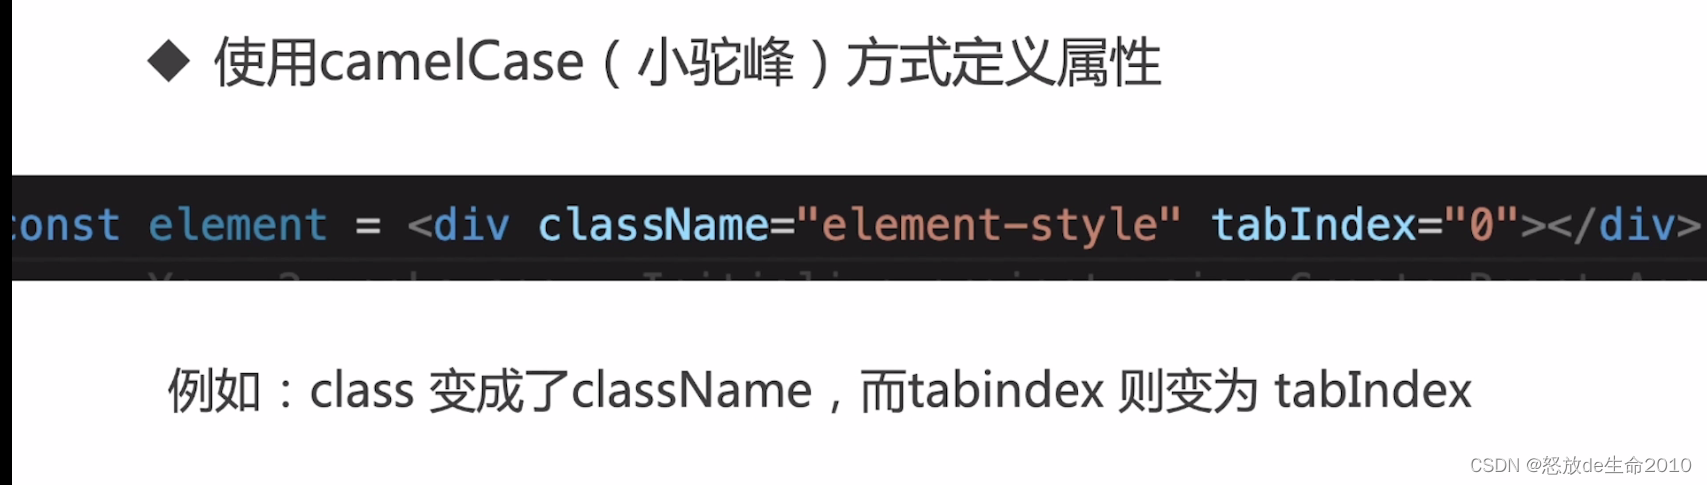 ◆ 使用camelCase（小驼峰）方式定义属性
const element = <div className="element-style" tabIndex="0"></div>
例如：class 变成了className，而tabindex 则变为 tabIndex
CSDN @怒放de生命2010